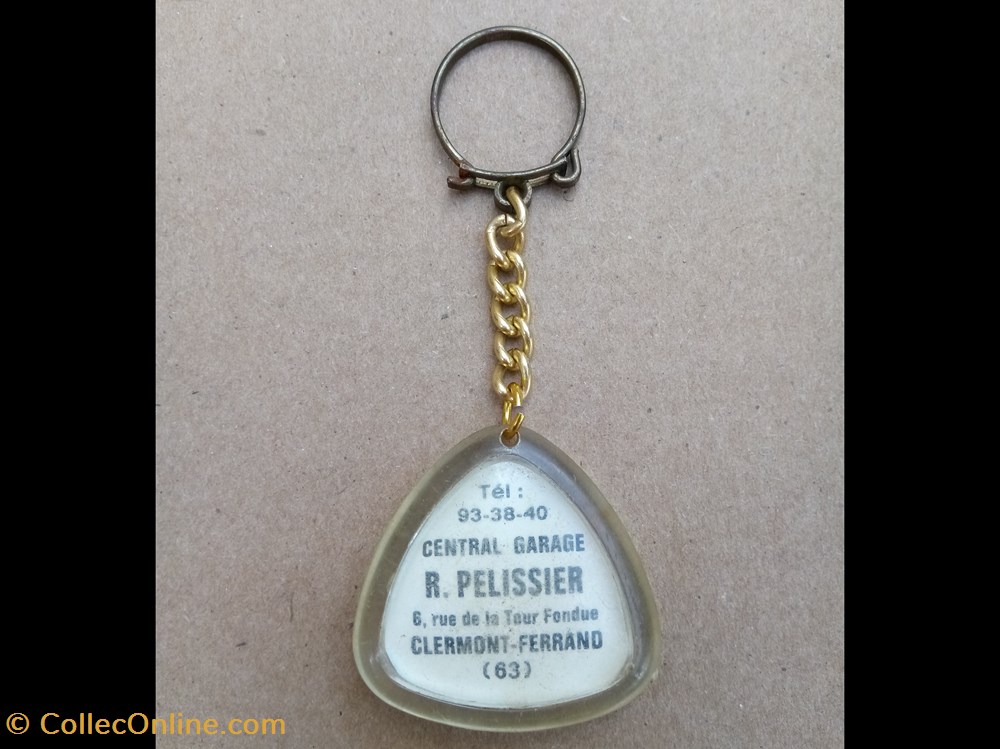 Tél :
93-38-40
CENTRAL GARAGE
R. PELISSIER
6, rue de la Tour Fondue
CLERMONT-FERRAND
(63)
© CollecOnline.com